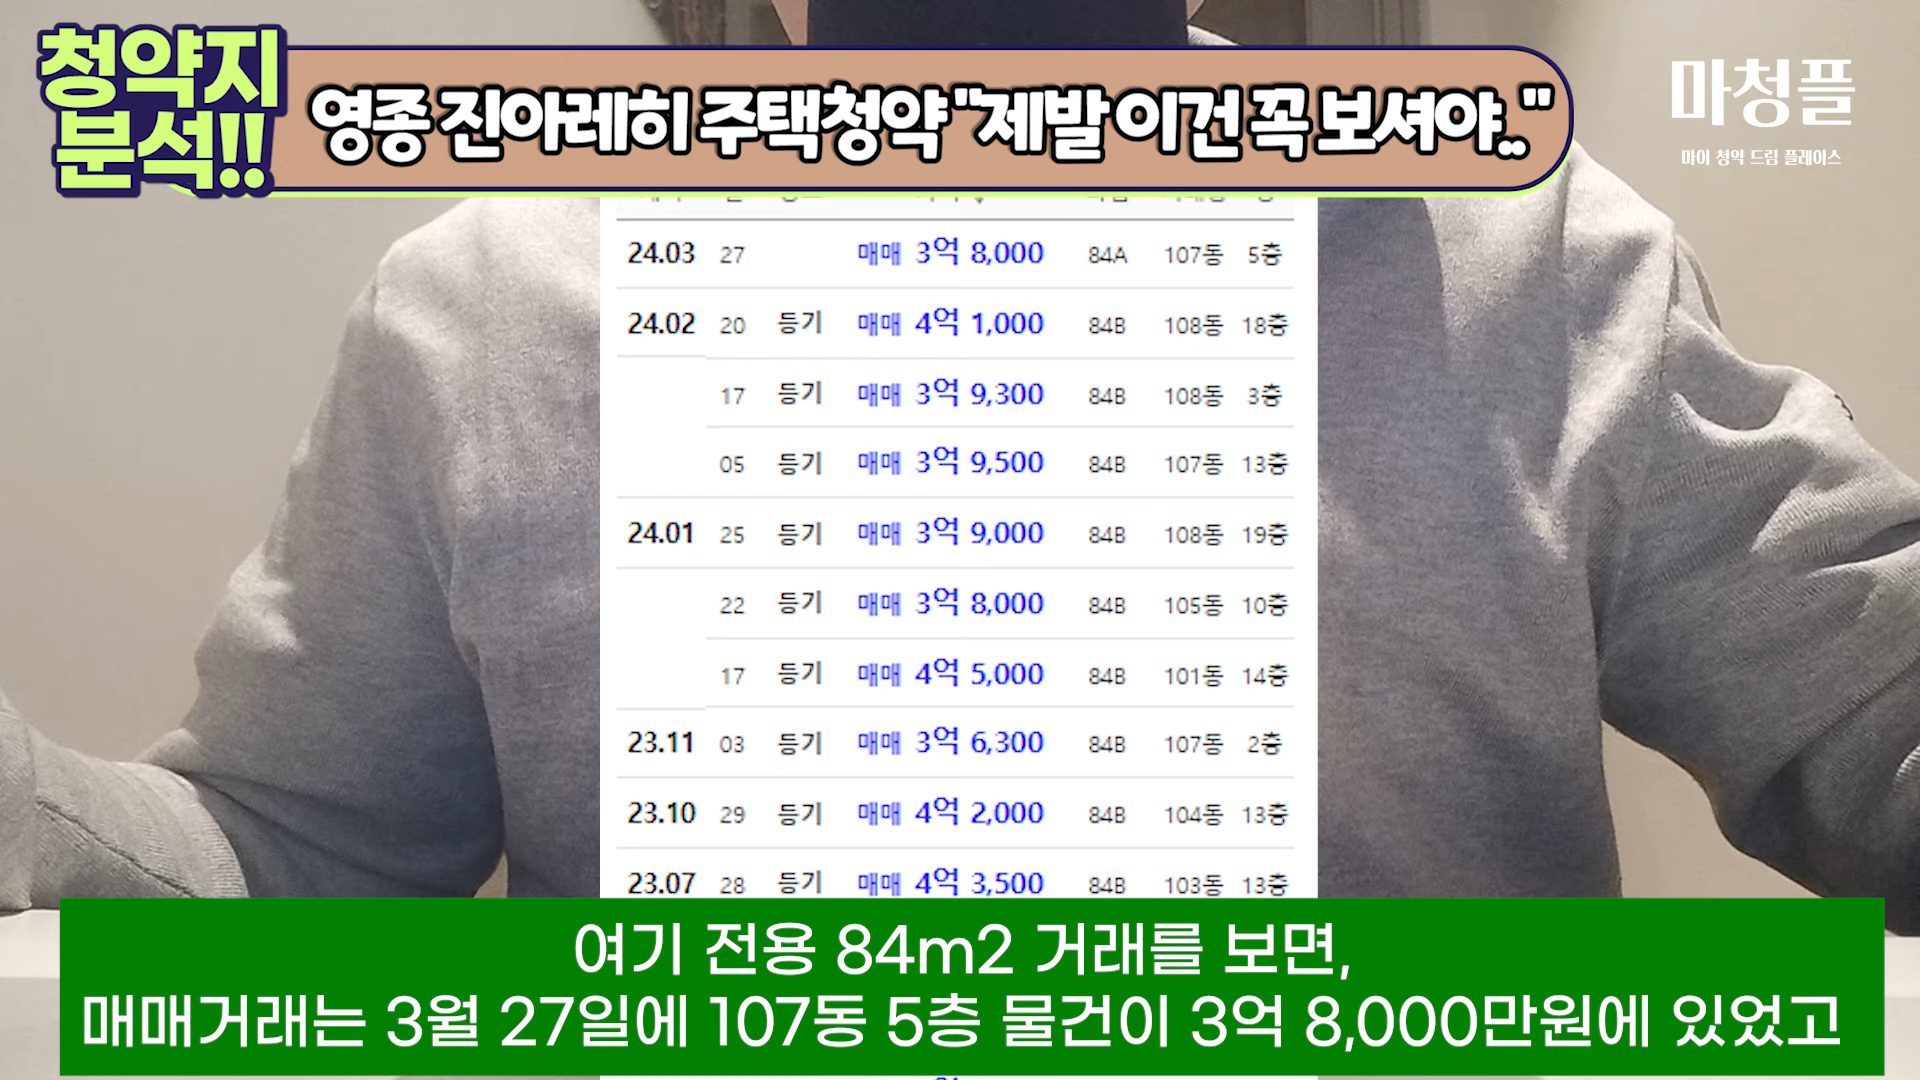 청약지
분석!!
영종 진아레히 주택청약 "제발 이건 꼭 보셔야.."
마청플
마이 청약 드림 플레이스
24.03 27 매매 3억 8,000 84A 107동 5층
24.02 20 등기 매매 4억 1,000 84B 108동 18층
17 등기 매매 3억 9,300 84B 108동 3층
05 등기 매매 3억 9,500 84B 107동 13층
24.01 25 등기 매매 3억 9,000 84B 108동 19층
22 등기 매매 3억 8,000 84B 105동 10층
17 등기 매매 4억 5,000 84B 101동 14층
23.11 03 등기 매매 3억 6,300 84B 107동 2층
23.10 29 등기 매매 4억 2,000 84B 104동 13층
23.07 28 등기 매매 4억 3,500 84B 103동 13층
여기 전용 84m2 거래를 보면,
매매거래는 3월 27일에 107동 5층 물건이 3억 8,000만원에 있었고